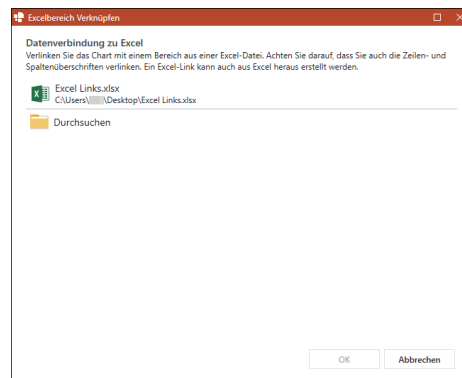 Excelbereich Verknüpfen
Datenverbindung zu Excel
Verlinken Sie das Chart mit einem Bereich aus einer Excel-Datei. Achten Sie darauf, dass Sie auch die Zeilen- und
Spaltenüberschriften verlinken. Ein Excel-Link kann auch aus Excel heraus erstellt werden.
Excel Links.xlsx
C:\Users\ \Desktop\Excel Links.xlsx
Durchsuchen
OK
Abbrechen